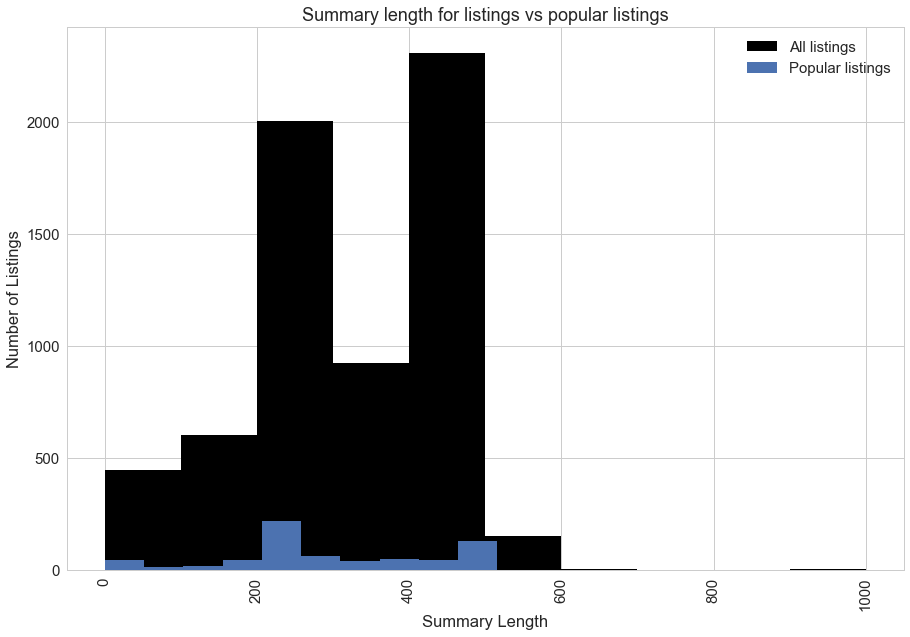 Summary length for listings vs popular listings
All listings
Popular listings
Number of Listings
2000
1500
1000
500
0
0
200
400
600
800
1000
Summary Length